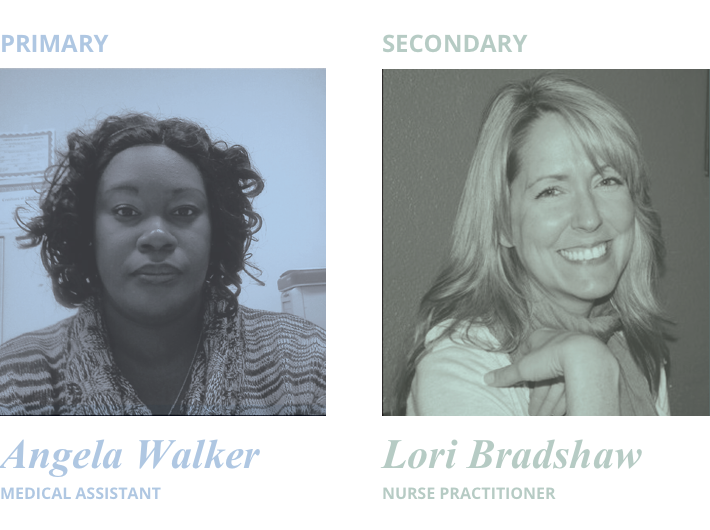 PRIMARY
SECONDARY
Angela Walker
MEDICAL ASSISTANT
Lori Bradshaw
NURSE PRACTITIONER